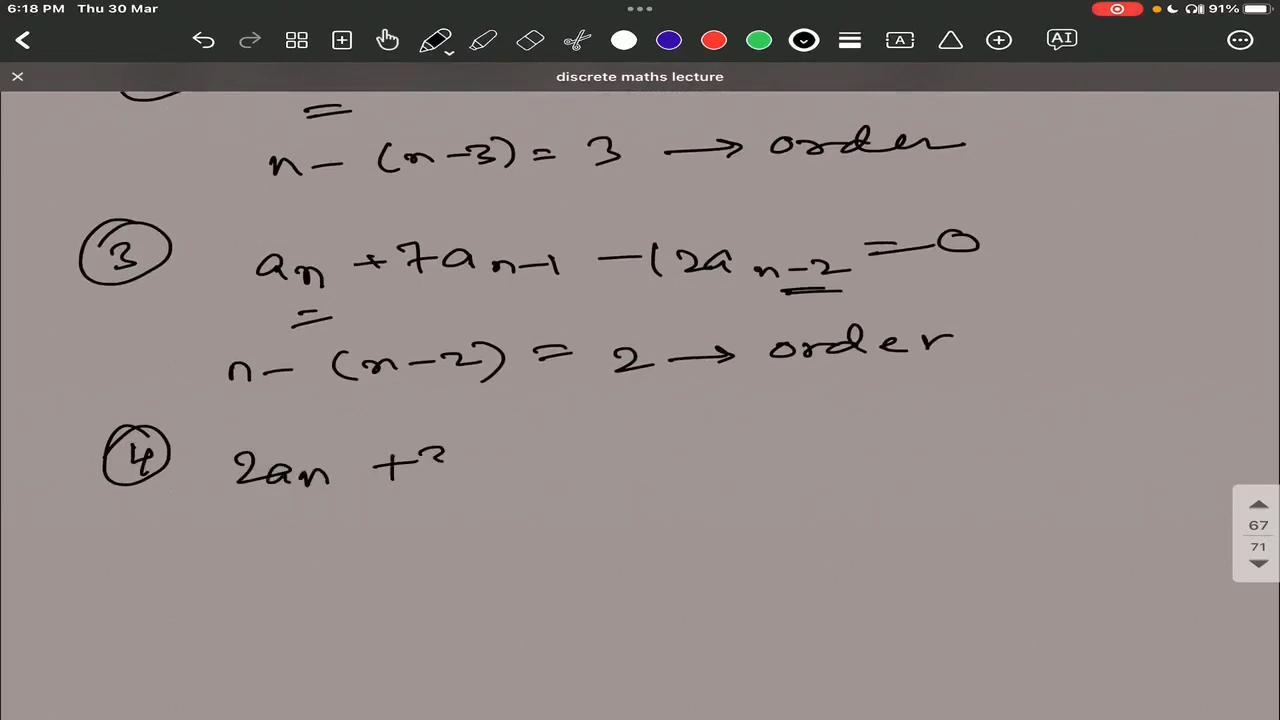 6:18 PM Thu 30 Mar
91%
A
AI
discrete maths lecture
n - (n-3) = 3 → order
3 aₙ + 7aₙ₋₁ - 12aₙ₋₂ = 0
n - (n-2) = 2 → order
4 2aₙ +
67
71